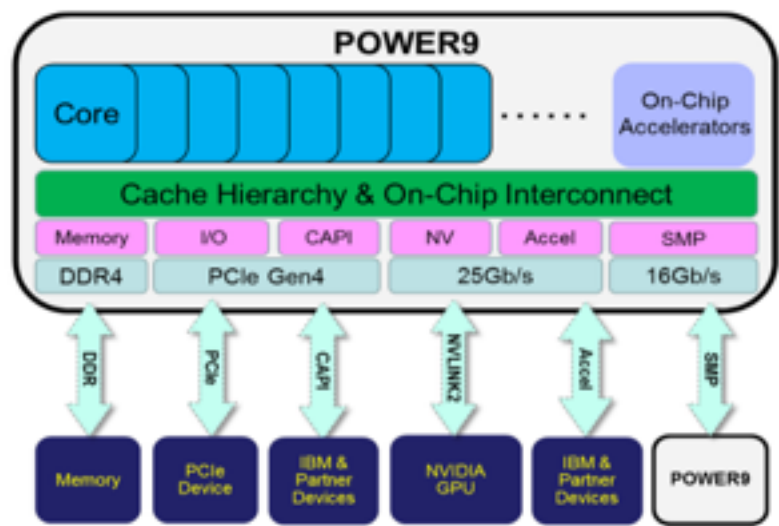 POWER9
Core
......
On-Chip
Accelerators
Cache Hierarchy & On-Chip Interconnect
Memory
I/O
CAPI
NV
Accel
SMP
DDR4
PCIe Gen4
25Gb/s
16Gb/s
DDR
PCIe
CAPI
NVLINK2
Accel
SMP
Memory
PCIe
Device
IBM &
Partner
Devices
NVIDIA
GPU
IBM &
Partner
Devices
POWER9